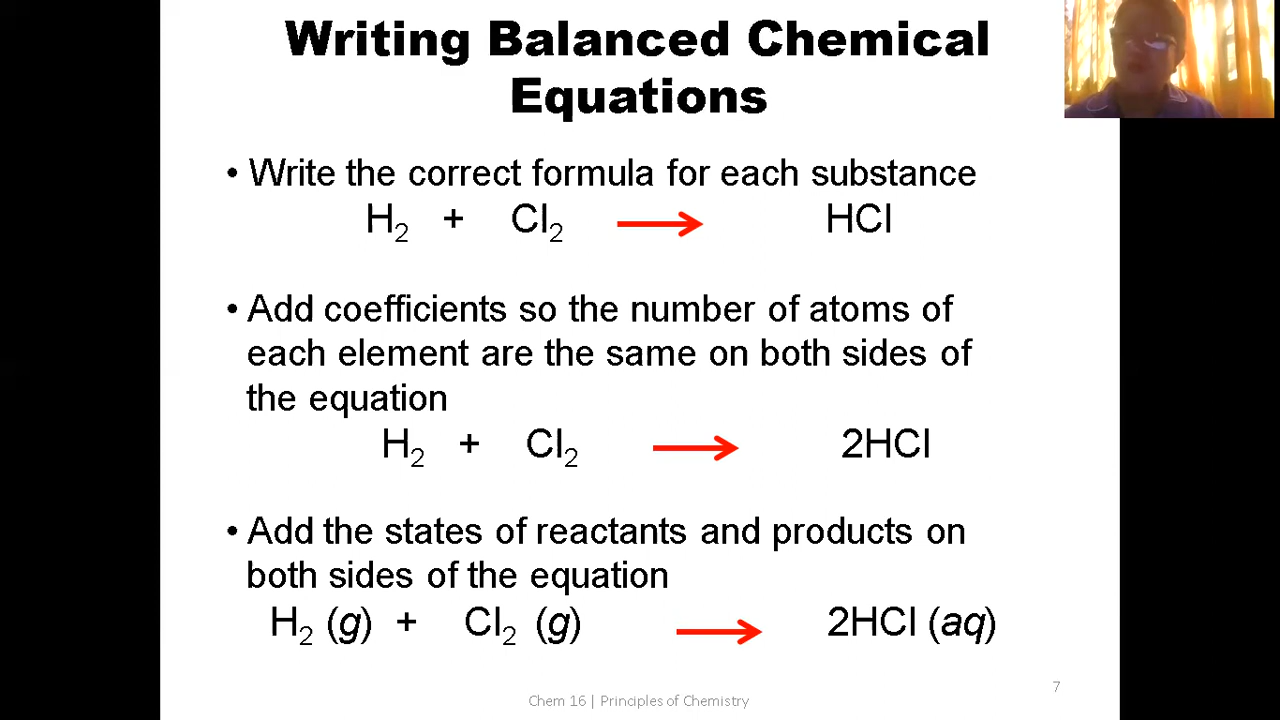 Writing Balanced Chemical
Equations
• Write the correct formula for each substance
H₂ + Cl₂ → HCl
• Add coefficients so the number of atoms of
each element are the same on both sides of
the equation
H₂ + Cl₂ → 2HCl
• Add the states of reactants and products on
both sides of the equation
H₂ (g) + Cl₂ (g) → 2HCl (aq)
Chem 16 | Principles of Chemistry
7